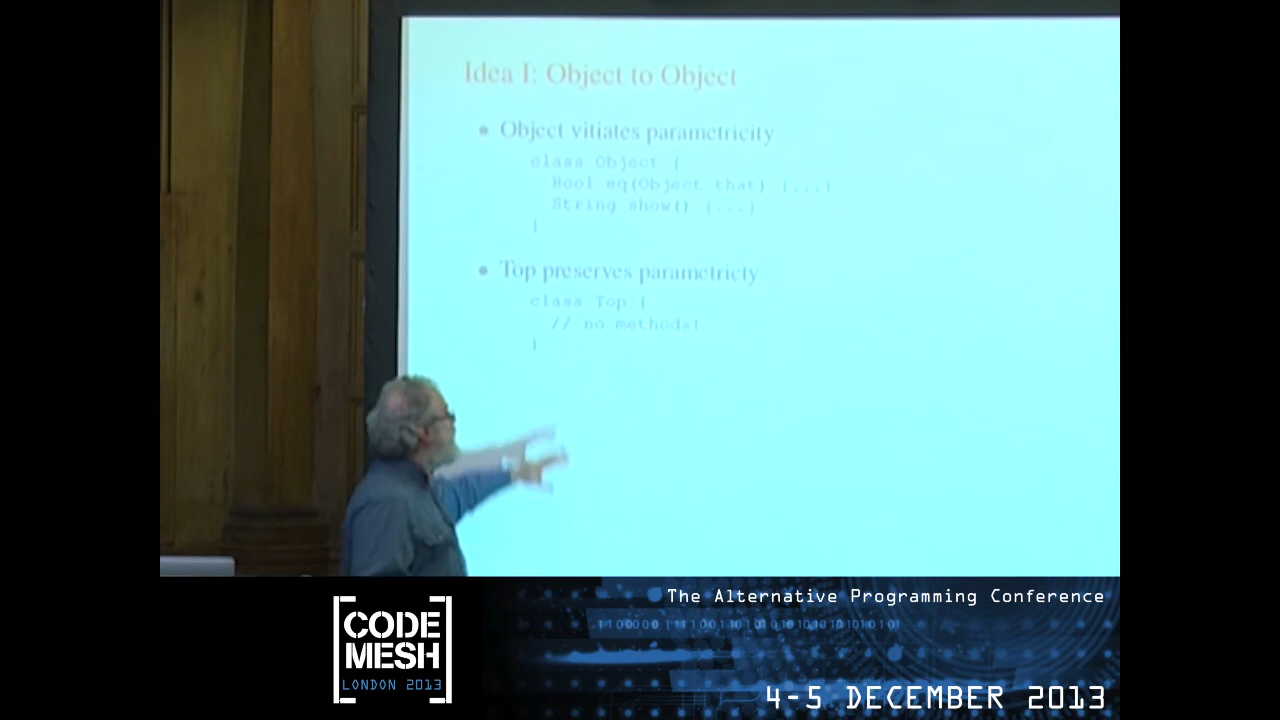 Idea I: Object to Object
• Object vitiates parametricity
class Object {
Bool eq(Object that) {...}
String show() {...}
}
• Top preserves parametricty
class Top {
// no methods!
}
The Alternative Programming Conference
CODE
MESH
LONDON 2013
4-5 DECEMBER 2013